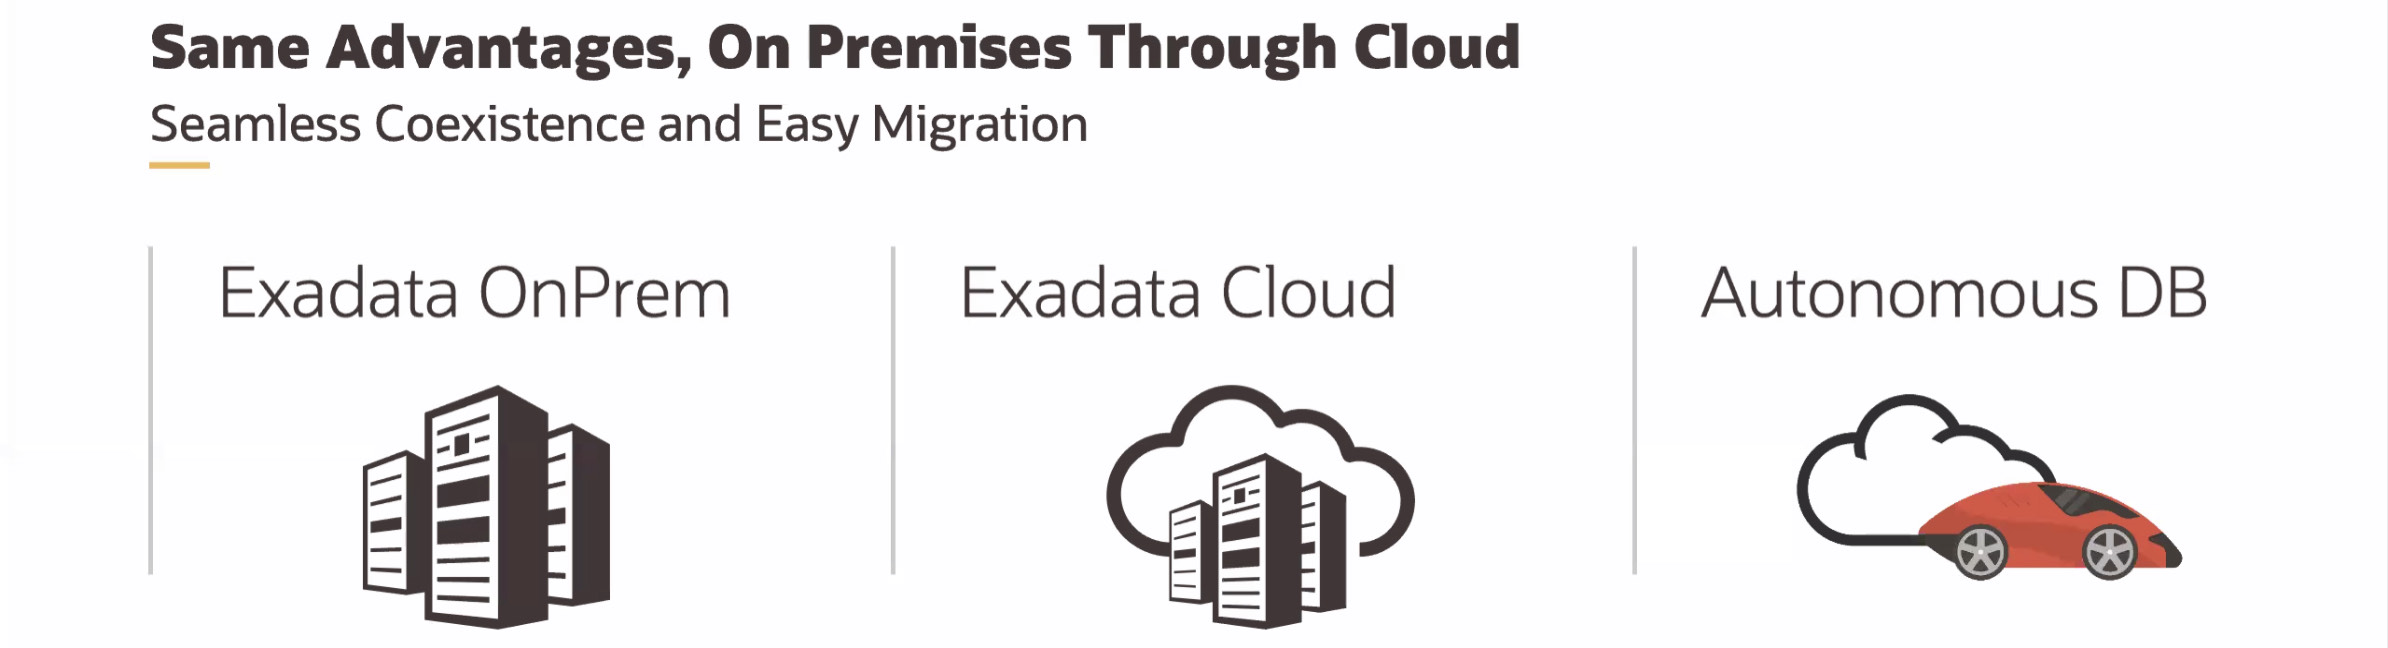 Same Advantages, On Premises Through Cloud
Seamless Coexistence and Easy Migration
Exadata OnPrem
Exadata Cloud
Autonomous DB